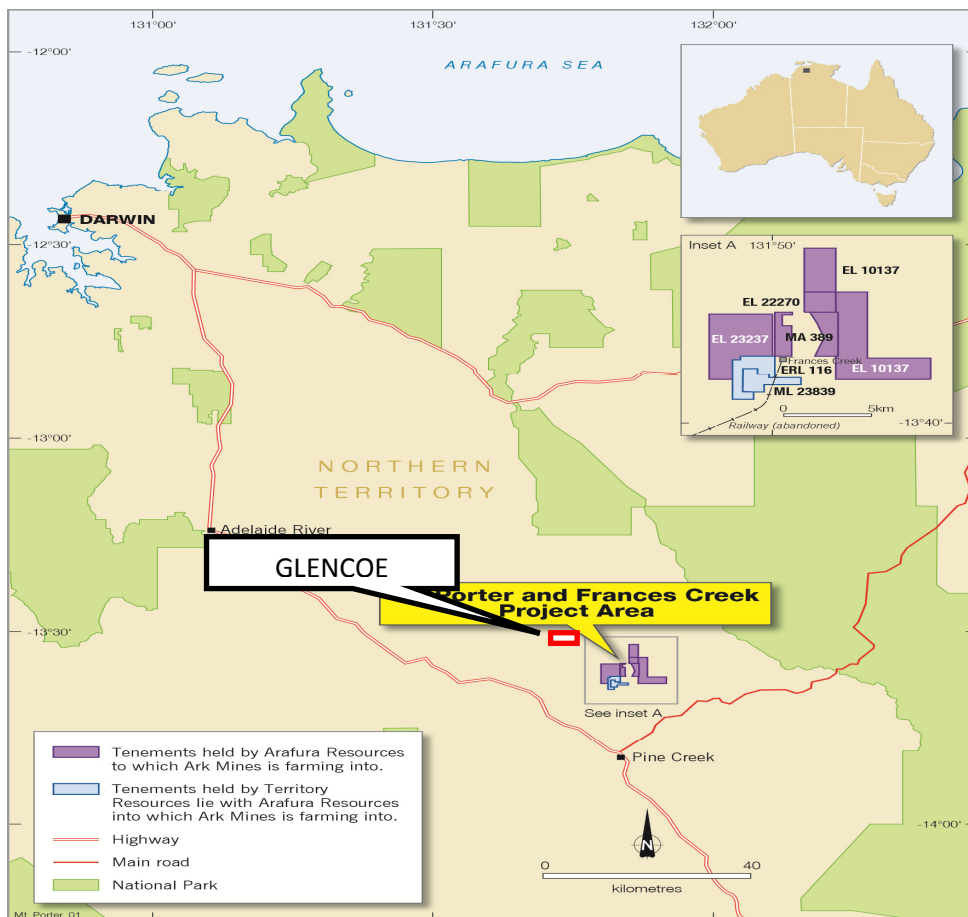 131°00'
131°30'
132°00'
-12°00'
ARAFURA SEA
DARWIN
-12°30'
Inset A
131°50'
EL 10137
EL 22270
EL 23237
MA 389
Frances Creek
EL 10137
ERL 116
ML 23839
0 5km
-13°40'
Railway (abandoned)
-13°00'
NORTHERN
TERRITORY
Adelaide River
GLENCOE
Porter and Frances Creek
Project Area
-13°30'
See inset A
Pine Creek
-14°00'
Tenements held by Arafura Resources
to which Ark Mines is farming into.
Tenements held by Territory
Resources lie with Arafura Resources
into which Ark Mines is farming into.
Highway
Main road
National Park
N
0 40
kilometres
Mt. Porter_01